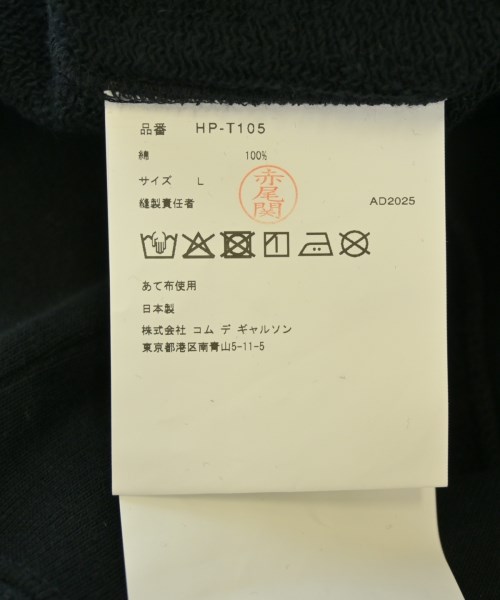 品番 HP-T105
綿 100%
サイズ L
縫製責任者 赤尾関 AD2025
あて布使用
日本製
株式会社 コム デ ギャルソン
東京都港区南青山5-11-5